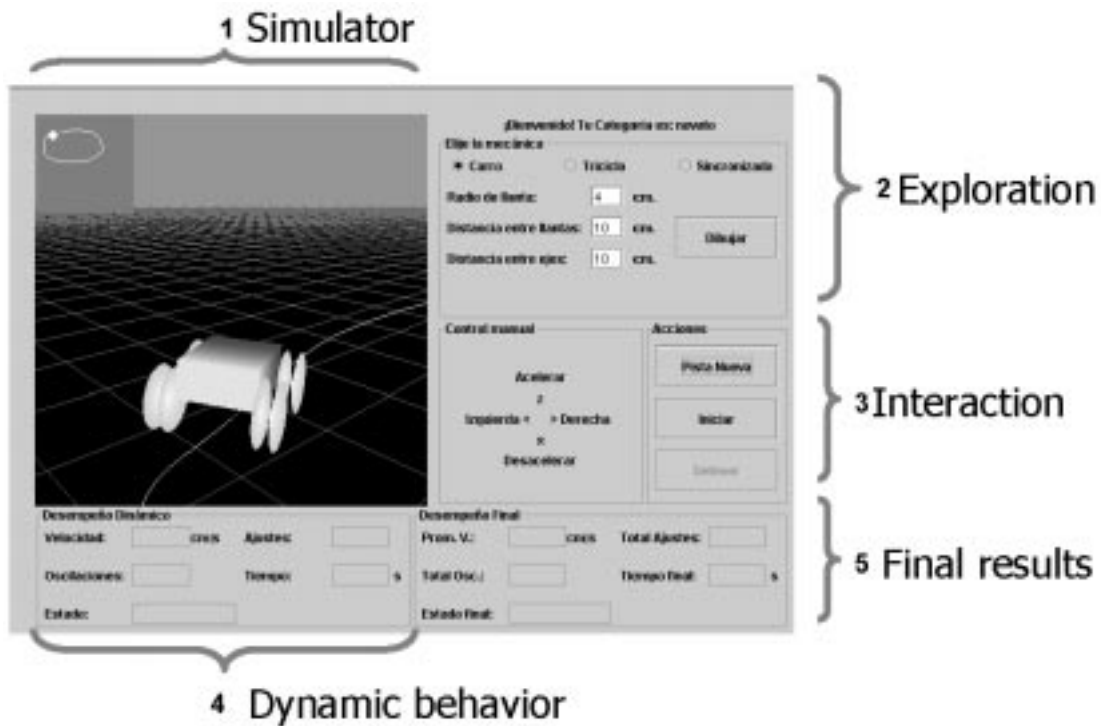 1 Simulator
¡Bienvenido! Tu Categoria es: novato
Elije la mecánica
Carro Triciclo Sincronizada
Radio de llanta: 4 cm.
Distancia entre llantas: 10 cm.
Distancia entre ejes: 10 cm.
Dibujar
2 Exploration
Control manual
Acelerar
Izquierda < > Derecha
Desacelerar
Acciones
Pista Nueva
Iniciar
3 Interaction
Desempeño Dinámico
Velocidad: cm/s Ajustes:
Oscilaciones: Tiempo: s
Estado:
Desempeña Final
Prom. V.: cm/s Total Ajustes:
Total Osc.: Tiempo final: s
Estado final:
5 Final results
4 Dynamic behavior